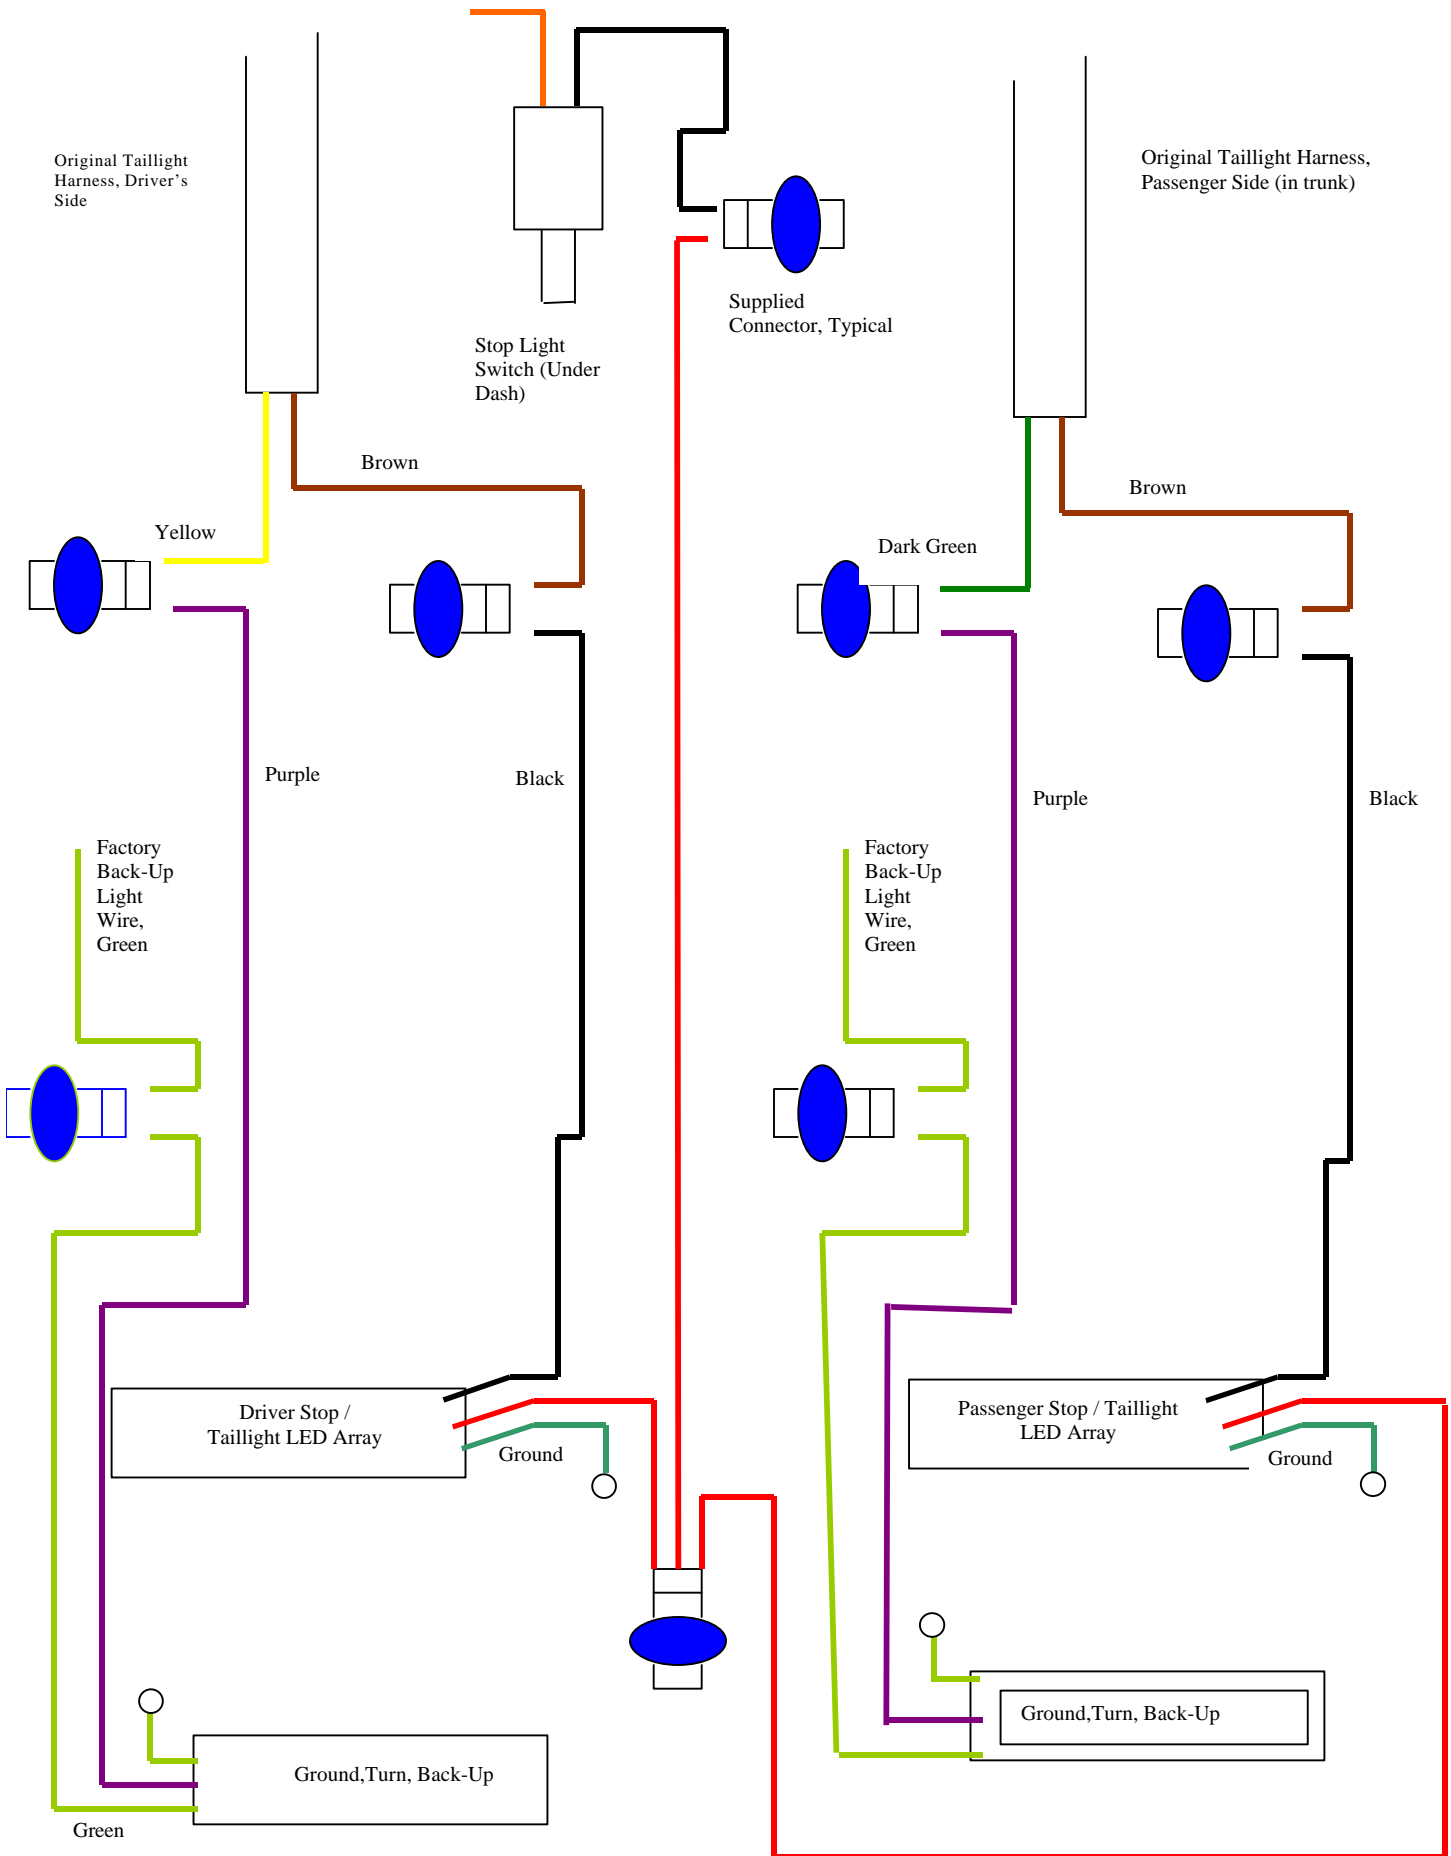 Original Taillight
Harness, Driver's
Side
Original Taillight Harness,
Passenger Side (in trunk)
Supplied
Connector, Typical
Stop Light
Switch (Under
Dash)
Brown
Brown
Yellow
Dark Green
Purple
Black
Purple
Black
Factory
Back-Up
Light
Wire,
Green
Factory
Back-Up
Light
Wire,
Green
Driver Stop /
Taillight LED Array
Ground
Passenger Stop / Taillight
LED Array
Ground
Ground,Turn, Back-Up
Ground,Turn, Back-Up
Green